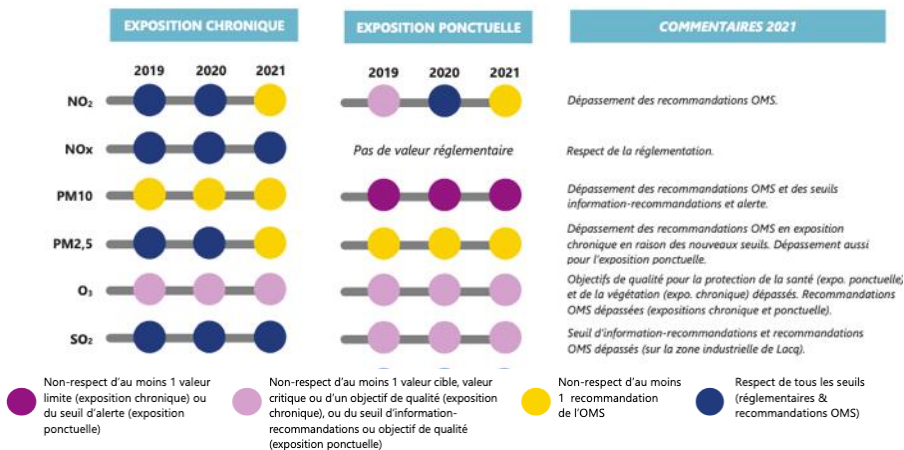 EXPOSITION CHRONIQUE
EXPOSITION PONCTUELLE
COMMENTAIRES 2021
2019 2020 2021
2019 2020 2021
NO₂
Dépassement des recommandations OMS.
NOx
Pas de valeur réglementaire
Respect de la réglementation.
PM10
Dépassement des recommandations OMS et des seuils
information-recommandations et alerte.
PM2,5
Dépassement des recommandations OMS en exposition
chronique en raison des nouveaux seuils. Dépassement aussi
pour l'exposition ponctuelle.
O₃
Objectifs de qualité pour la protection de la santé (expo. ponctuelle)
et de la végétation (expo. chronique) dépassés. Recommandations
OMS dépassées (expositions chronique et ponctuelle).
SO₂
Seuil d'information-recommandations et recommandations
OMS dépassés (sur la zone industrielle de Lacq).
Non-respect d'au moins 1 valeur
limite (exposition chronique) ou
du seuil d'alerte (exposition
ponctuelle)
Non-respect d'au moins 1 valeur cible, valeur
critique ou d'un objectif de qualité (exposition
chronique), ou du seuil d'information-
recommandations ou objectif de qualité
(exposition ponctuelle)
Non-respect d'au moins
1 recommandation
de l'OMS
Respect de tous les seuils
(réglementaires &
recommandations OMS)